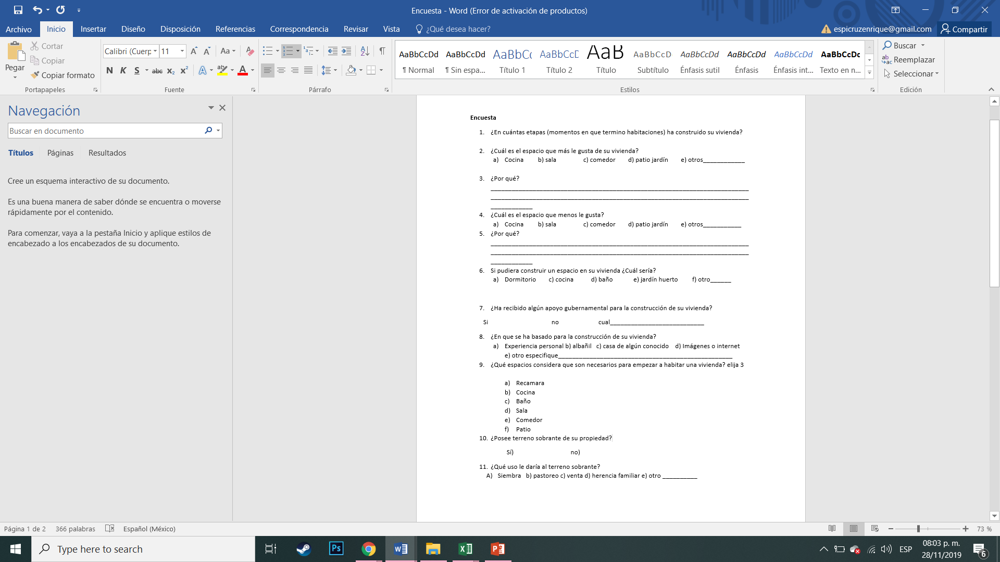 Encuesta - Word (Error de activación de productos)
Archivo Inicio Insertar Diseño Disposición Referencias Correspondencia Revisar Vista ¿Qué desea hacer? espicruzenrique@gmail.com Compartir
Pegar
Cortar
Copiar
Copiar formato
Portapapeles
Calibri (Cuerp 11 Aa
N K S abc x₂ x² A ab A
Fuente
Párrafo
AaBbCcDd AaBbCcDd AaBbC( AaBbCcD AaB AaBbCcD AaBbCcDd AaBbCcDd AaBbCcDd AaBbCcDc
¶ Normal ¶ Sin espa... Título 1 Título 2 Título Subtítulo Énfasis sutil Énfasis Énfasis int... Texto en n...
Estilos
Buscar
Reemplazar
Seleccionar
Edición
Navegación
Buscar en documento
Títulos Páginas Resultados
Cree un esquema interactivo de su documento.
Es una buena manera de saber dónde se encuentra o moverse
rápidamente por el contenido.
Para comenzar, vaya a la pestaña Inicio y aplique estilos de
encabezado a los encabezados de su documento.
Encuesta
1. ¿En cuántas etapas (momentos en que termino habitaciones) ha construido su vivienda?
2. ¿Cuál es el espacio que más le gusta de su vivienda?
a) Cocina b) sala c) comedor d) patio jardín e) otros____________
3. ¿Por qué?
__________________________________________________________________________
__________________________________________________________________________
____________
4. ¿Cuál es el espacio que menos le gusta?
a) Cocina b) sala c) comedor d) patio jardín e) otros___________
5. ¿Por qué?
__________________________________________________________________________
__________________________________________________________________________
____________
6. Si pudiera construir un espacio en su vivienda ¿Cuál sería?
a) Dormitorio c) cocina d) baño e) jardín huerto f) otro______
7. ¿Ha recibido algún apoyo gubernamental para la construcción de su vivienda?
Si no cual___________________________
8. ¿En que se ha basado para la construcción de su vivienda?
a) Experiencia personal b) albañil c) casa de algún conocido d) Imágenes o internet
e) otro especifique__________________________________________________
9. ¿Qué espacios considera que son necesarios para empezar a habitar una vivienda? elija 3
a) Recamara
b) Cocina
c) Baño
d) Sala
e) Comedor
f) Patio
10. ¿Posee terreno sobrante de su propiedad?
Sí) no)
11. ¿Qué uso le daría al terreno sobrante?
A) Siembra b) pastoreo c) venta d) herencia familiar e) otro __________
Página 1 de 2 366 palabras Español (México) 73 %
Type here to search
Ps
ESP
08:03 p. m.
28/11/2019
6